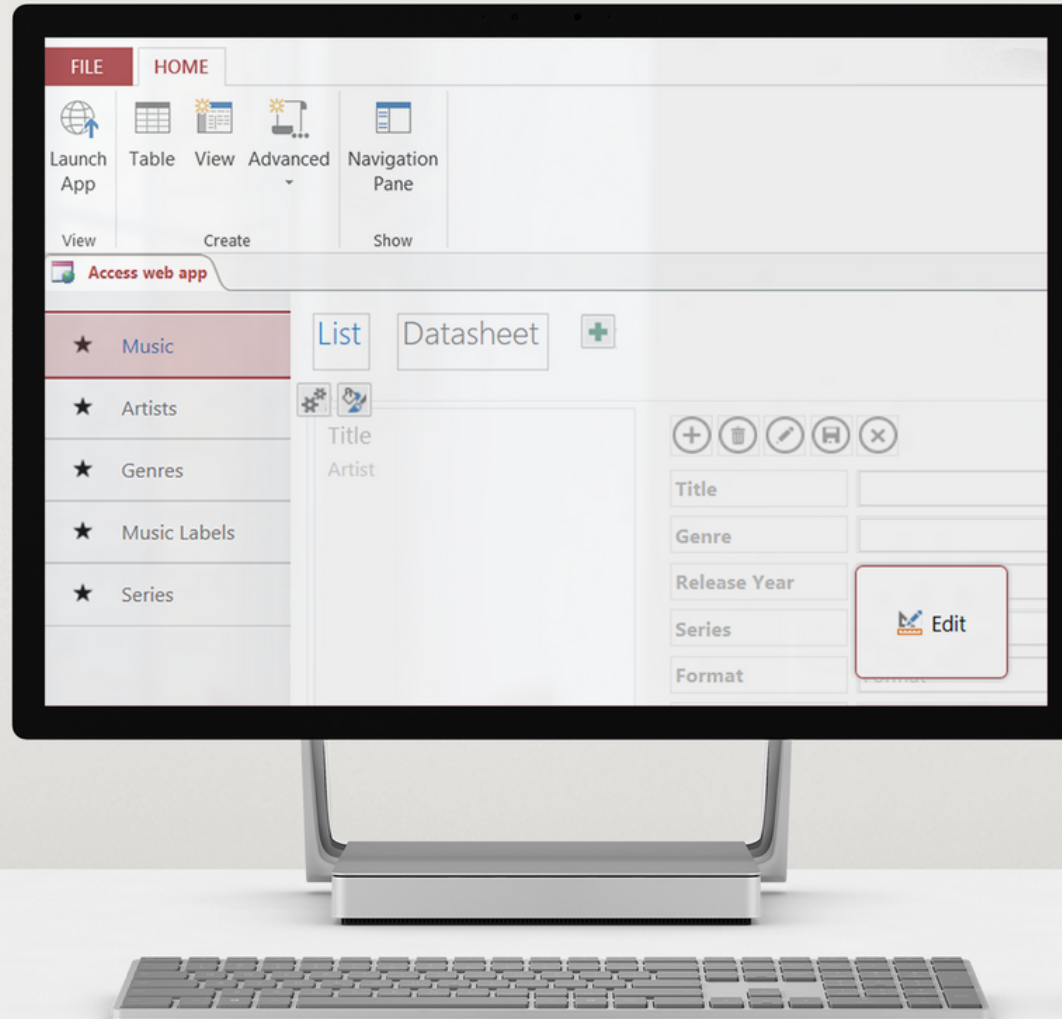 FILE HOME
Launch App
Table
View
Advanced
Navigation Pane
View
Create
Show
Access web app
Music
Artists
Genres
Music Labels
Series
List
Datasheet
Title
Artist
Title
Genre
Release Year
Series
Format
Edit